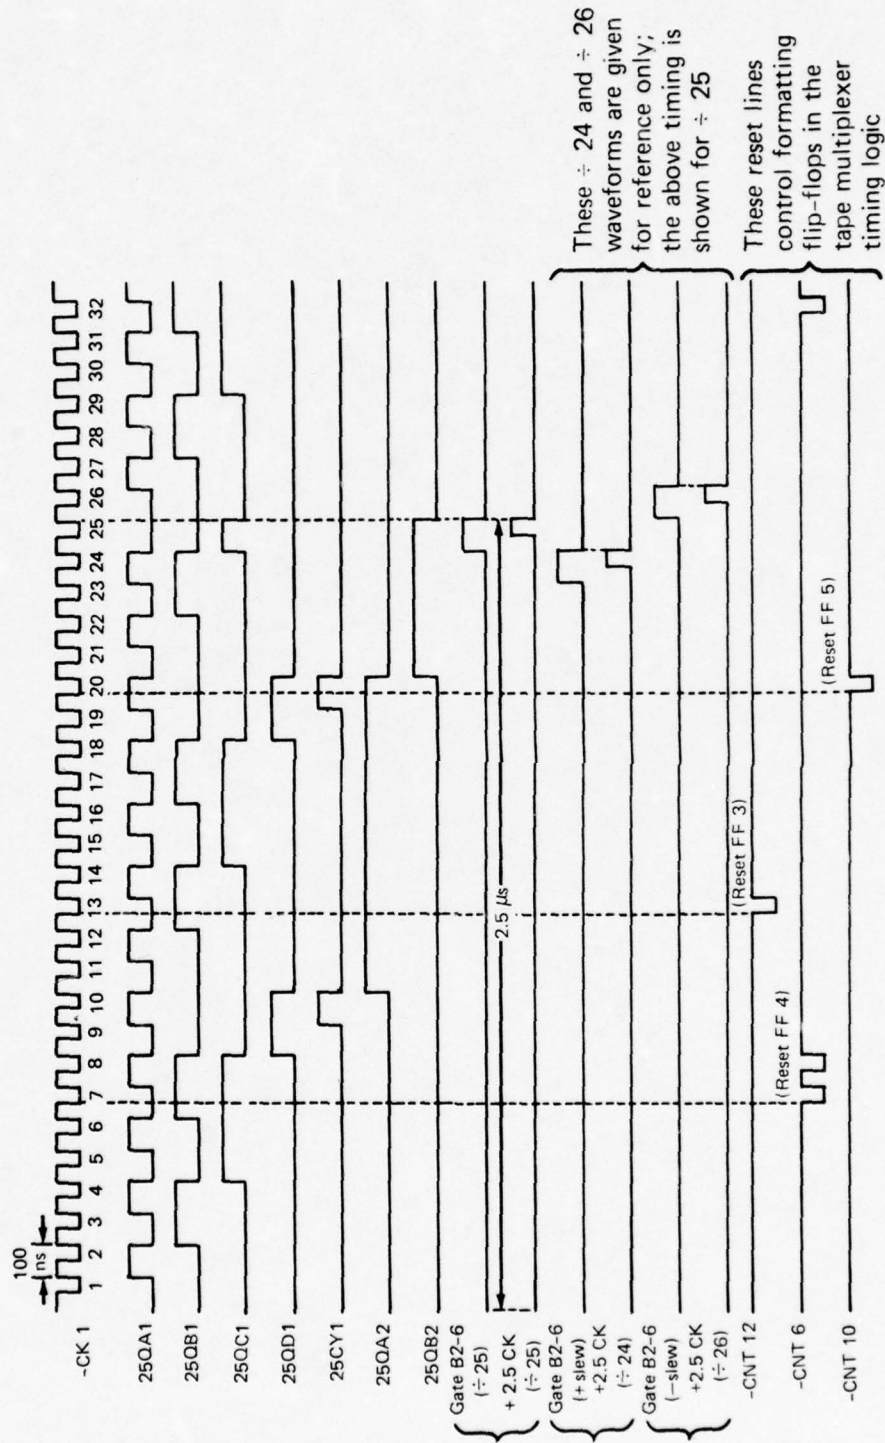 100
ns
-CK 1
1 2 3 4 5 6 7 8 9 10 11 12 13 14 15 16 17 18 19 20 21 22 23 24 25 26 27 28 29 30 31 32
25QA1
25QB1
25QC1
25QD1
25CY1
25QA2
25QB2
Gate B2-6
(÷ 25)
2.5 µs
+ 2.5 CK
(÷ 25)
Gate B2-6
(+ slew)
+2.5 CK
(÷ 24)
Gate B2-6
(−slew)
+2.5 CK
(÷ 26)
These ÷ 24 and ÷ 26
waveforms are given
for reference only;
the above timing is
shown for ÷ 25
-CNT 12
(Reset FF 3)
-CNT 6
(Reset FF 4)
-CNT 10
(Reset FF 5)
These reset lines
control formatting
flip-flops in the
tape multiplexer
timing logic